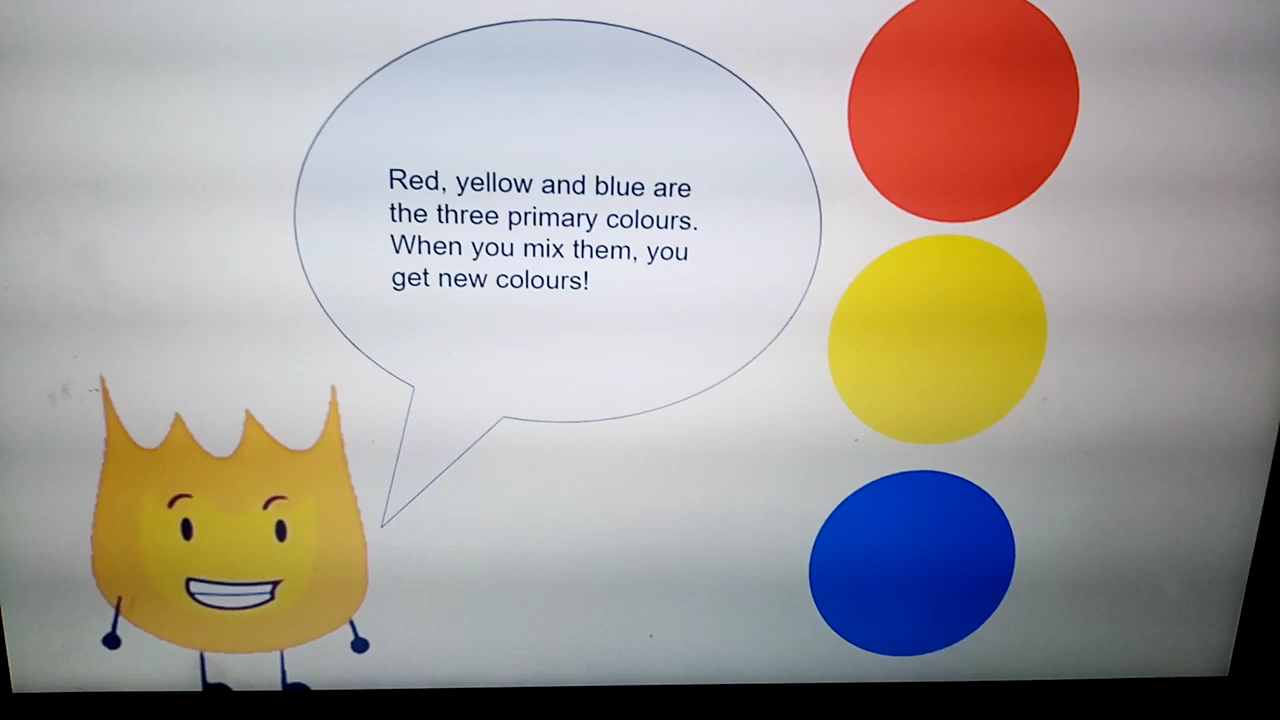 Red, yellow and blue are
the three primary colours.
When you mix them, you
get new colours!